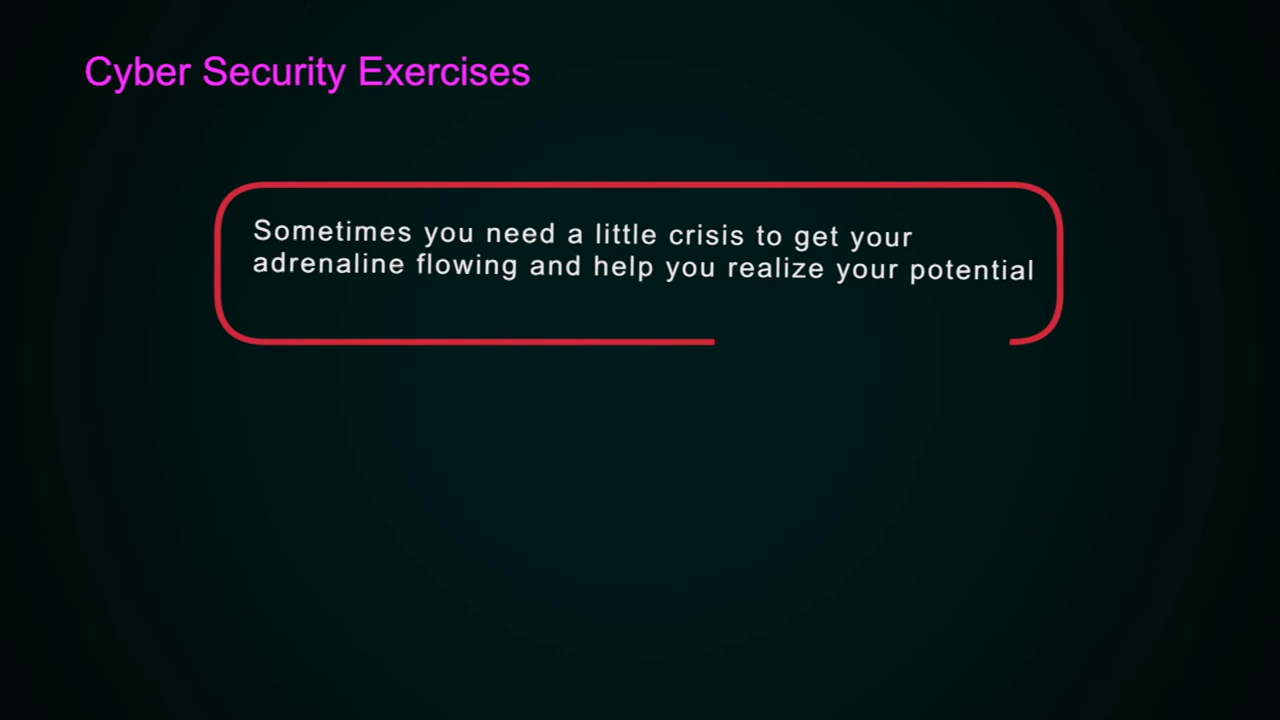 Cyber Security Exercises
Sometimes you need a little crisis to get your
adrenaline flowing and help you realize your potential